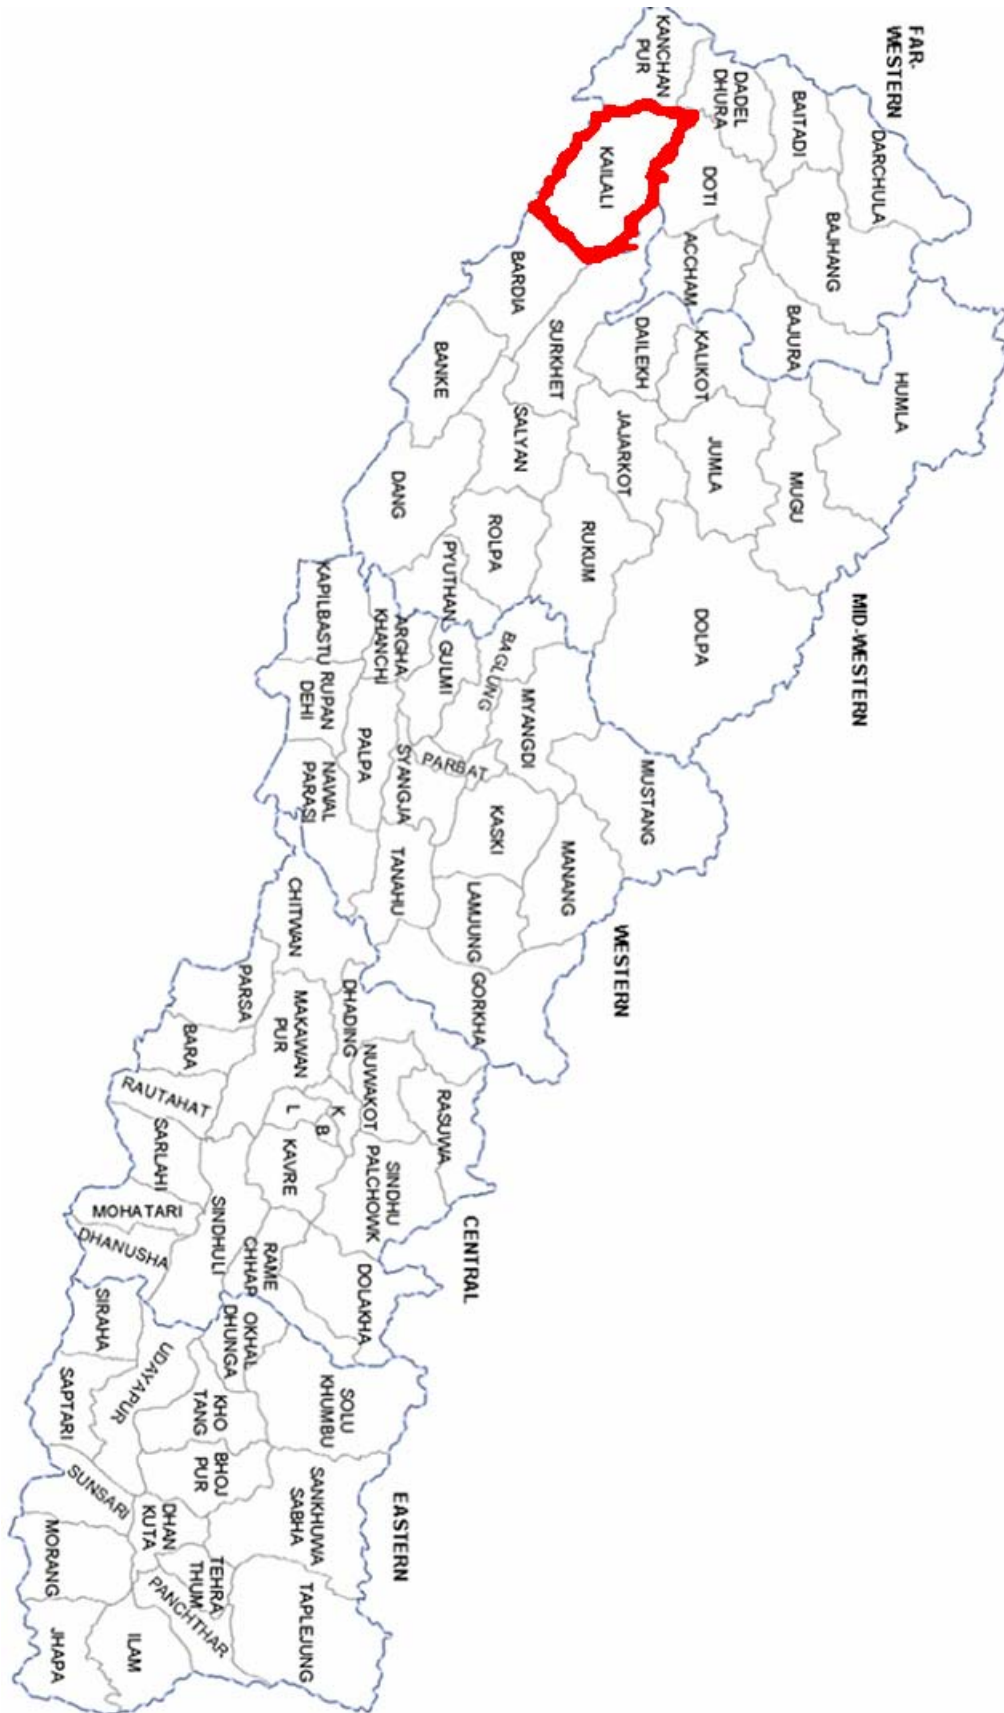 FAR-
WESTERN
KANCHAN
PUR
DADEL
DHURA
BAITADI
DARCHULA
KAILALI
DOTI
BAJHANG
ACCHAM
BAJURA
BARDIA
SURKHET
DAILEKH
KALIKOT
HUMLA
BANKE
SALYAN
JAJARKOT
JUMLA
MUGU
DANG
ROLPA
RUKUM
DOLPA
MID-WESTERN
PYUTHAN
KAPILBASTU
ARGHA
KHANCHI
GULMI
BAGLUNG
MYANGDI
MUSTANG
RUPAN
DEHI
PALPA
SYANGJA
PARBAT
NAWAL
PARASI
TANAHU
KASKI
MANANG
LAMJUNG
GORKHA
WESTERN
CHITWAN
PARSA
MAKAWAN
PUR
DHADING
NUWAKOT
RASUWA
BARA
RAUTAHAT
L
K
B
KAVRE
SINDHU
PALCHOWK
SARLAHI
MOHATARI
SINDHULI
DHANUSHA
RAME
CHHAP
DOLAKHA
CENTRAL
SIRAHA
UDAYAPUR
OKHAL
DHUNGA
SOLU
KHUMBU
SAPTARI
KHO
TANG
BHOJ
PUR
SANKHUWA
SABHA
EASTERN
SUNSARI
DHAN
KUTA
TEHRA
THUM
PANCHTHAR
TAPLEJUNG
MORANG
ILAM
JHAPA